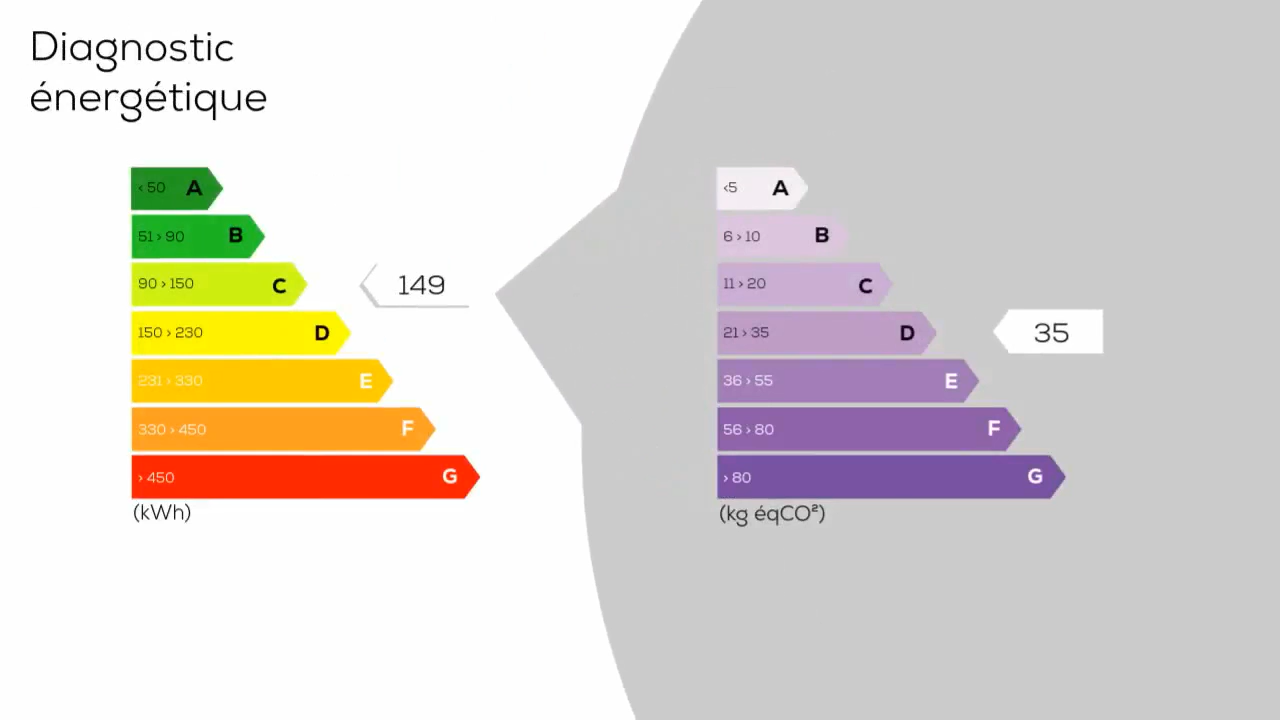 Diagnostic
énergétique
< 50 A
51 > 90 B
90 > 150 C
149
150 > 230 D
231 > 330 E
330 > 450 F
> 450 G
(kWh)
<5 A
6 > 10 B
11 > 20 C
21 > 35 D
35
36 > 55 E
56 > 80 F
> 80 G
(kg éqCO²)